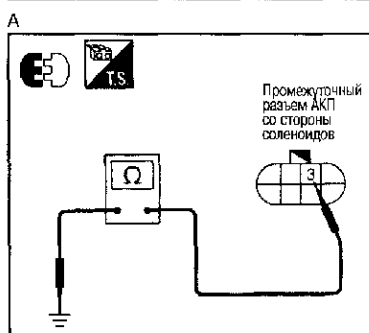 A
T.S.
Промежуточный
разъем АКП
со стороны
соленоидов
Ω
3